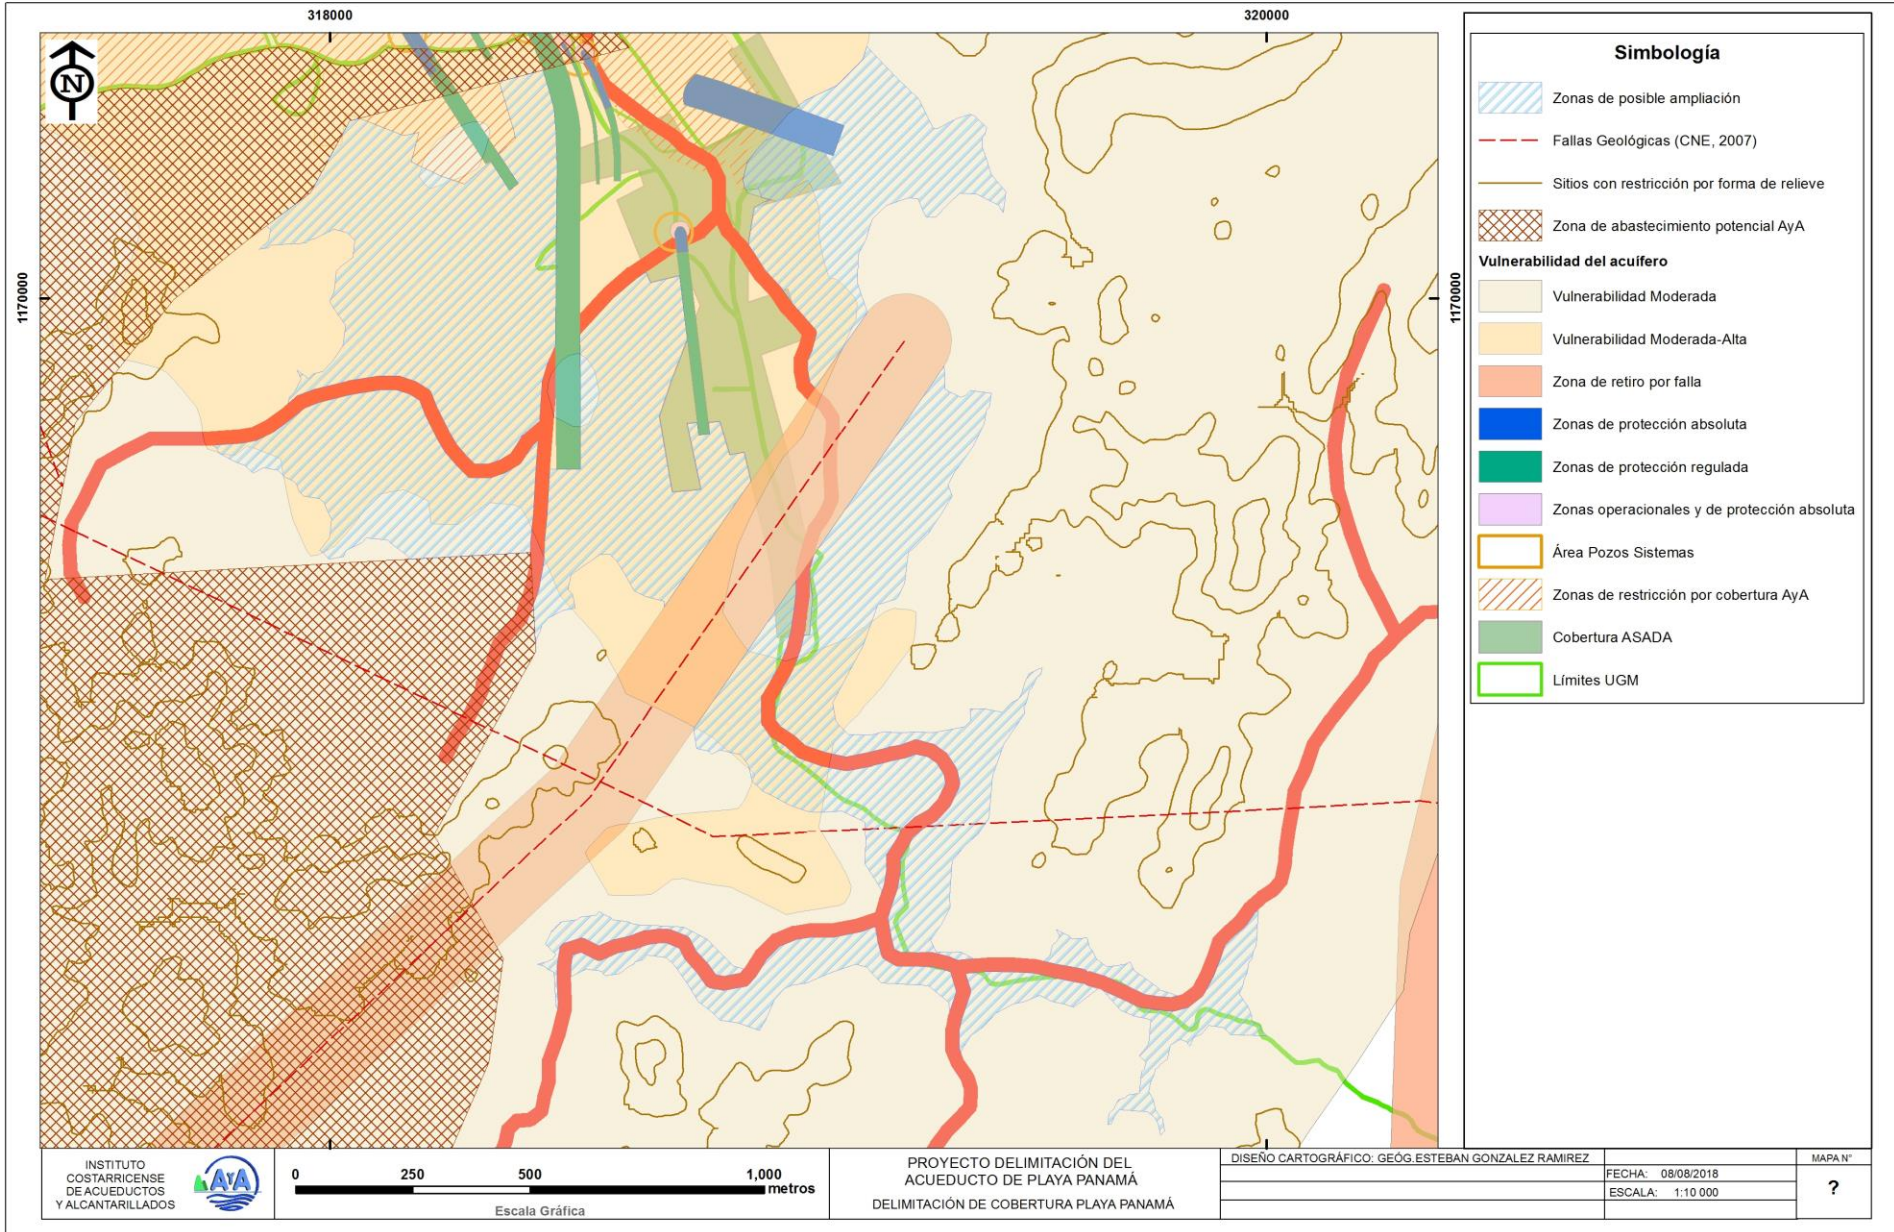 318000
320000
N
1170000
1170000
Simbología
Zonas de posible ampliación
Fallas Geológicas (CNE, 2007)
Sitios con restricción por forma de relieve
Zona de abastecimiento potencial AyA
Vulnerabilidad del acuífero
Vulnerabilidad Moderada
Vulnerabilidad Moderada-Alta
Zona de retiro por falla
Zonas de protección absoluta
Zonas de protección regulada
Zonas operacionales y de protección absoluta
Área Pozos Sistemas
Zonas de restricción por cobertura AyA
Cobertura ASADA
Límites UGM
INSTITUTO
COSTARRICENSE
DE ACUEDUCTOS
Y ALCANTARILLADOS
AyA
0 250 500 1,000
metros
Escala Gráfica
PROYECTO DELIMITACIÓN DEL
ACUEDUCTO DE PLAYA PANAMÁ
DELIMITACIÓN DE COBERTURA PLAYA PANAMÁ
DISEÑO CARTOGRÁFICO: GEÓG.ESTEBAN GONZALEZ RAMIREZ
FECHA: 08/08/2018
ESCALA: 1:10 000
MAPA N°
?